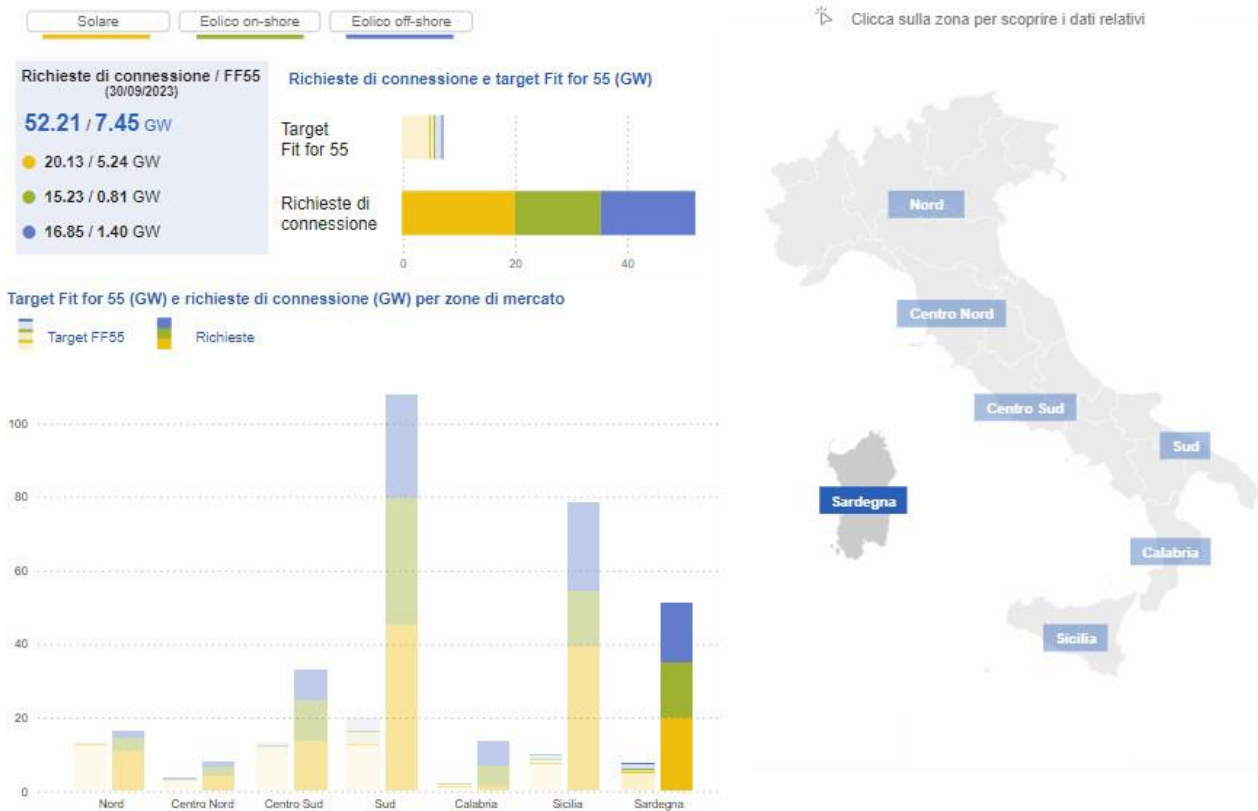 Solare
Eolico on-shore
Eolico off-shore
Clicca sulla zona per scoprire i dati relativi
Richieste di connessione / FF55
(30/09/2023)
52.21 / 7.45 GW
20.13 / 5.24 GW
15.23 / 0.81 GW
16.85 / 1.40 GW
Richieste di connessione e target Fit for 55 (GW)
Target
Fit for 55
Richieste di
connessione
0 20 40
Target Fit for 55 (GW) e richieste di connessione (GW) per zone di mercato
Target FF55
Richieste
100
80
60
40
20
0
Nord
Centro Nord
Centro Sud
Sud
Calabria
Sicilia
Sardegna
Nord
Centro Nord
Centro Sud
Sud
Sardegna
Calabria
Sicilia